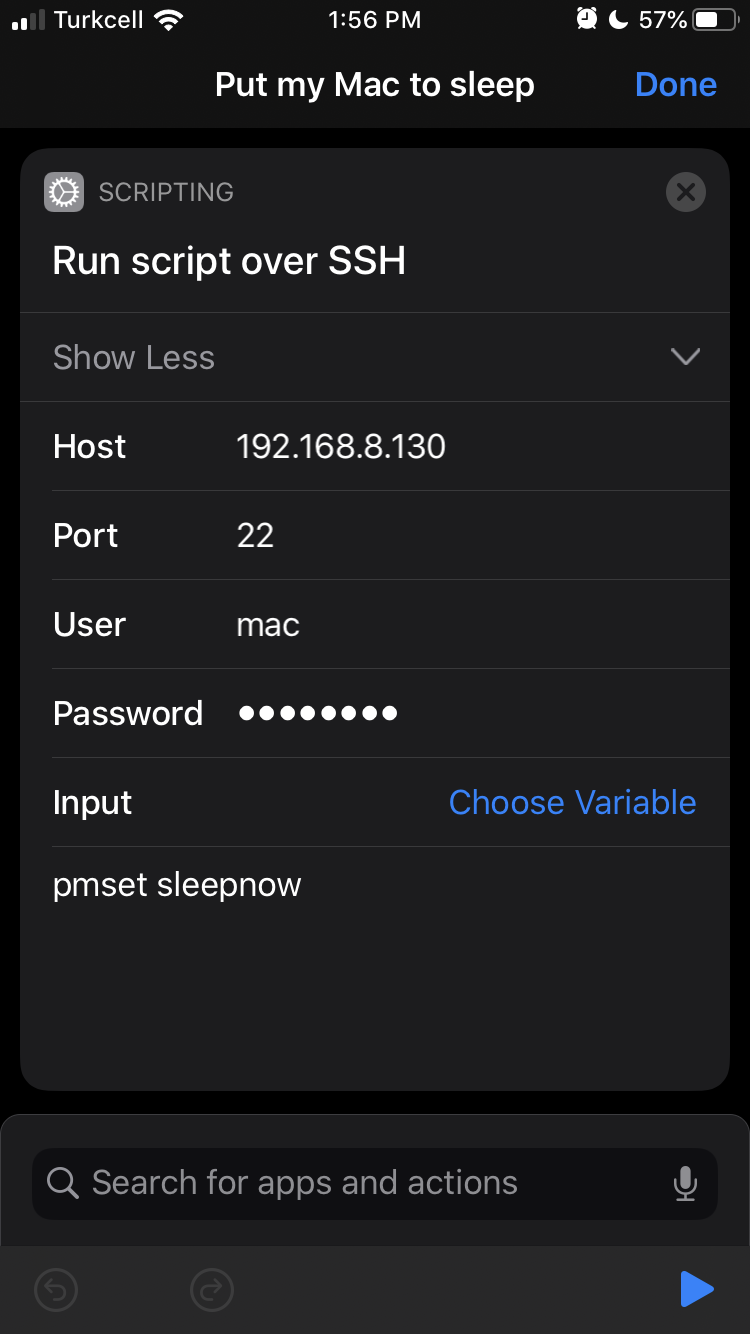 Turkcell 1:56 PM 57%
Put my Mac to sleep Done
SCRIPTING
Run script over SSH
Show Less
Host 192.168.8.130
Port 22
User mac
Password ••••••••
Input Choose Variable
pmset sleepnow
Search for apps and actions